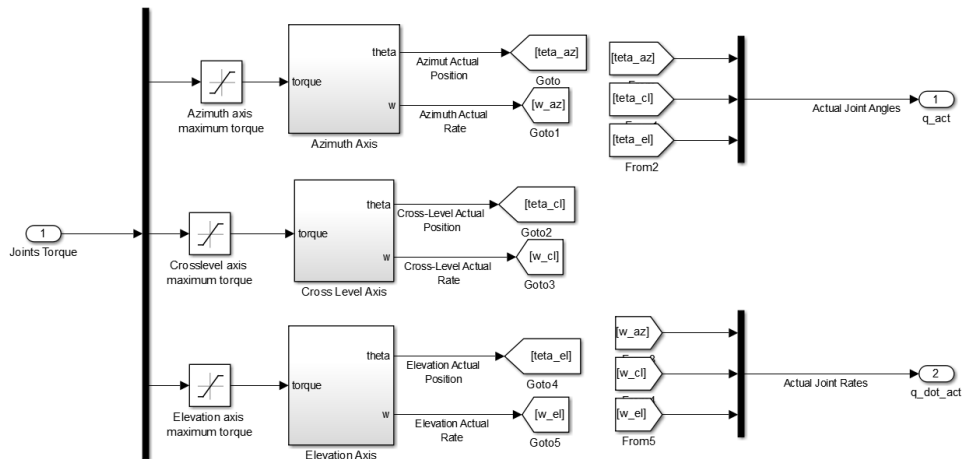 theta
[teta_az]
Azimut Actual
Position
Goto
[teta_az]
torque
w
[w_az]
[teta_cl]
Azimuth Actual
Rate
Goto1
Azimuth axis
maximum torque
Azimuth Axis
[teta_el]
From2
Actual Joint Angles
1
q_act
theta
[teta_cl]
Cross-Level Actual
Position
Goto2
1
Joints Torque
torque
w
[w_cl]
Cross-Level Actual
Rate
Goto3
Crosslevel axis
maximum torque
Cross Level Axis
theta
[teta_el]
Elevation Actual
Position
Goto4
[w_az]
torque
[w_cl]
w
[w_el]
Elevation Actual
Rate
Goto5
Elevation axis
maximum torque
Elevation Axis
[w_el]
From5
Actual Joint Rates
2
q_dot_act